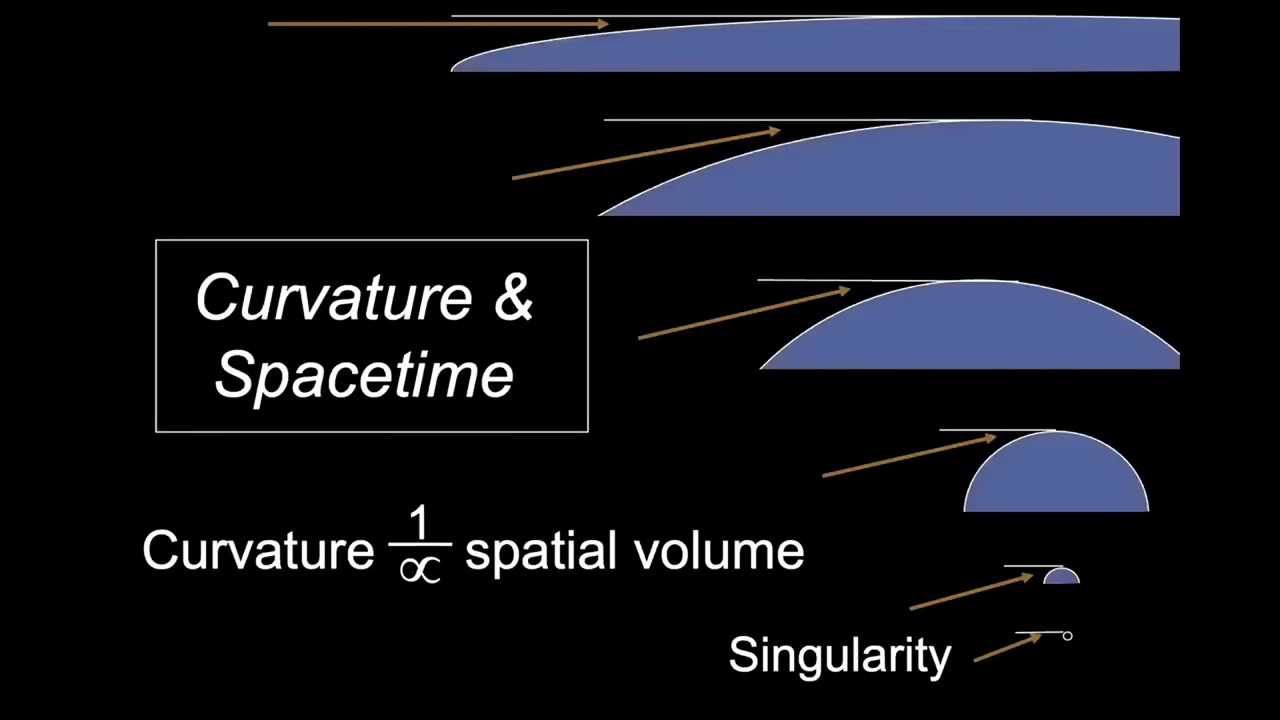 Curvature &
Spacetime
Curvature 1/∝ spatial volume
Singularity